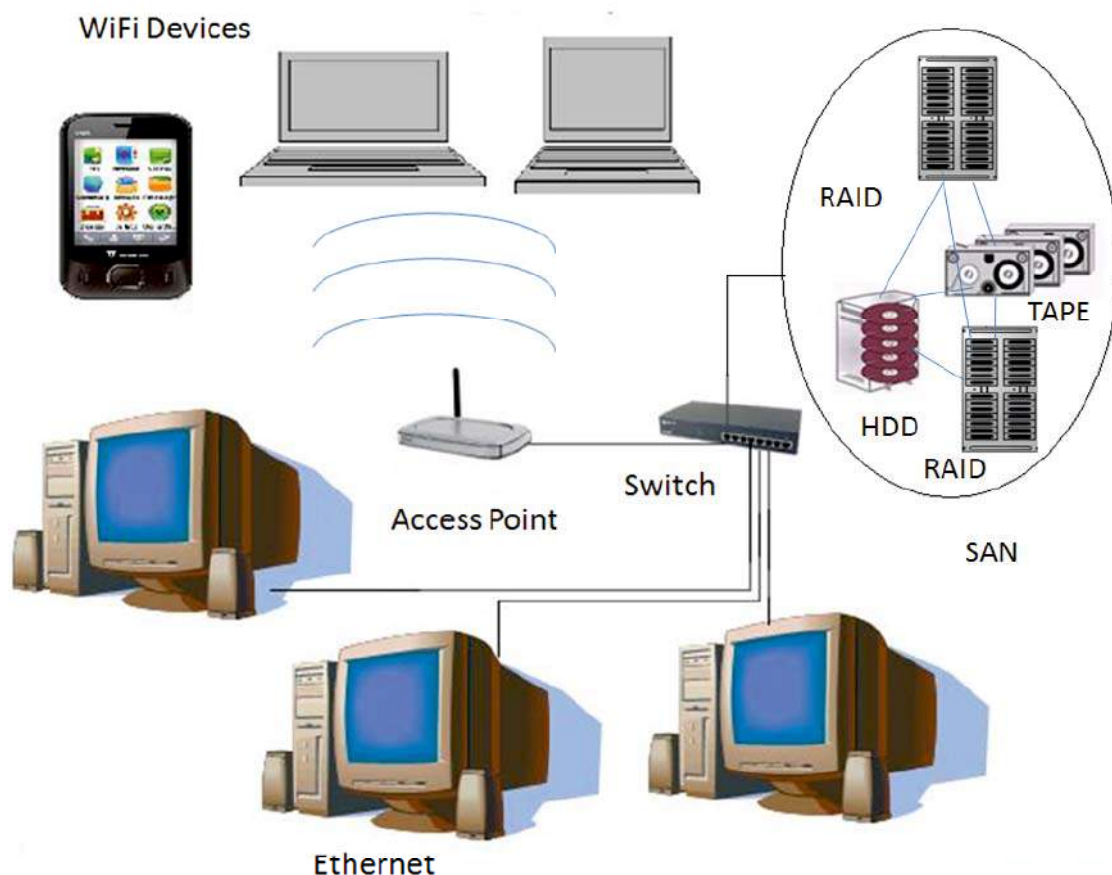 WiFi Devices
RAID
TAPE
HDD
RAID
Switch
Access Point
SAN
Ethernet